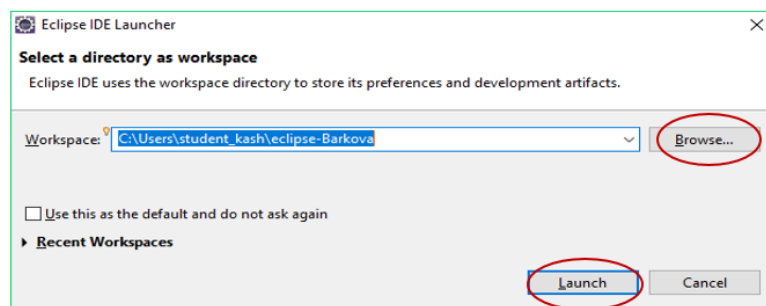 Eclipse IDE Launcher
Select a directory as workspace
Eclipse IDE uses the workspace directory to store its preferences and development artifacts.
Workspace: C:\Users\student_kash\eclipse-Barkova Browse...
Use this as the default and do not ask again
Recent Workspaces
Launch Cancel